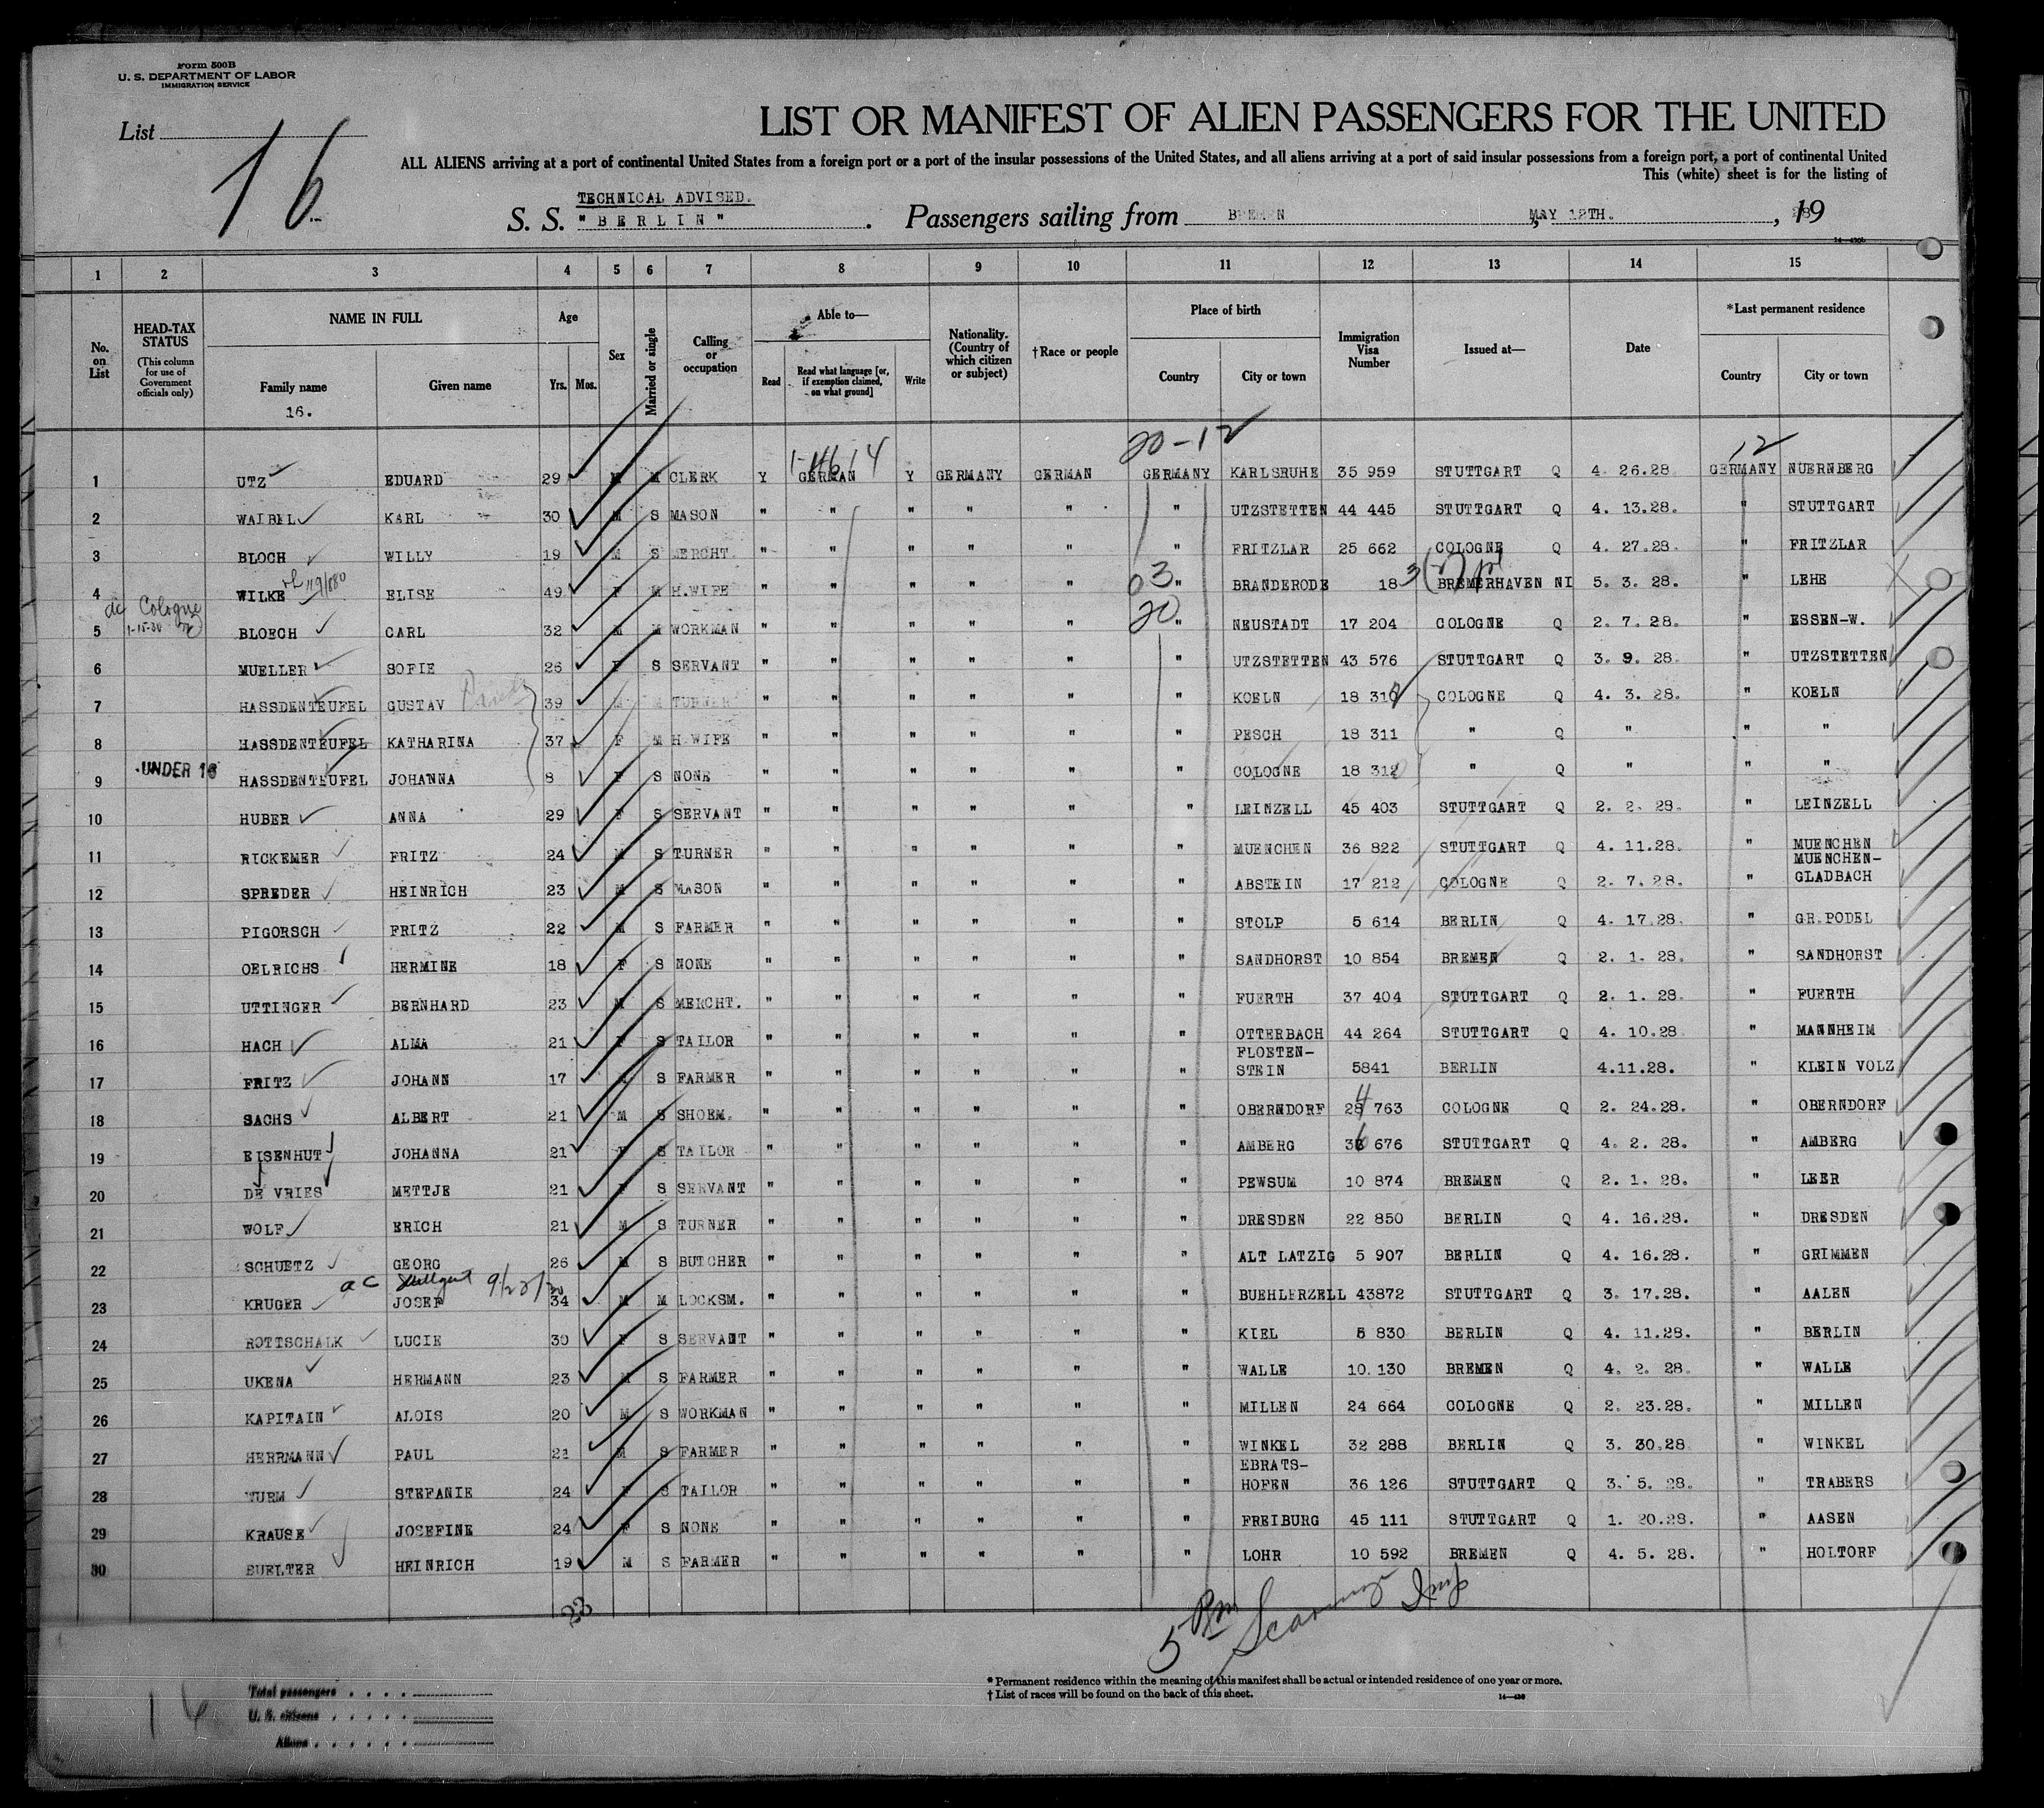 Form 500B
U. S. DEPARTMENT OF LABOR
IMMIGRATION SERVICE
List
16
LIST OR MANIFEST OF ALIEN PASSENGERS FOR THE UNITED
ALL ALIENS arriving at a port of continental United States from a foreign port or a port of the insular possessions of the United States, and all aliens arriving at a port of said insular possessions from a foreign port, a port of continental United
This (white) sheet is for the listing of
TECHNICAL ADVISED.
S. S. "BERLIN". Passengers sailing from BREMEN, MAY 12TH., 1928
1 2 3 4 5 6 7 8 9 10 11 12 13 14 15
No. on List
HEAD-TAX STATUS (This column for use of Government officials only)
NAME IN FULL Family name Given name
16.
Age Yrs. Mos.
Sex
Married or single
Calling or occupation
Able to— Read Read what language [or, if exemption claimed, on what ground] Write
Nationality. (Country of which citizen or subject)
†Race or people
Place of birth Country City or town
Immigration Visa Number
Issued at—
Date
*Last permanent residence Country City or town
20-12 12
1 UTZ EDUARD 29 M M CLERK Y GERMAN Y GERMANY GERMAN GERMANY KARLSRUHE 35 959 STUTTGART Q 4. 26.28. GERMANY NUERNBERG
2 WAIBEL KARL 30 M S MASON " " " " " " UTZSTETTEN 44 445 STUTTGART Q 4. 13.28. " STUTTGART
3 BLOCH WILLY 19 M S MERCHT. " " " " " " FRITZLAR 25 662 COLOGNE Q 4. 27.28. " FRITZLAR
4 WILKE ELISE 49 F M H.WIFE " " " " " 03 " BRANDERODE 18 3 BREMERHAVEN NI 5. 3. 28. " LEHE
Cologne
5 BLOECH CARL 32 M M WORKMAN " " " " " 20 " NEUSTADT 17 204 COLOGNE Q 2. 7. 28. " ESSEN-W.
6 MUELLER SOFIE 26 F S SERVANT " " " " " " UTZSTETTEN 43 576 STUTTGART Q 3. 9. 28. " UTZSTETTEN
7 HASSDENTEUFEL GUSTAV 39 M M TURNER " " " " " " KOELN 18 310 COLOGNE Q 4. 3. 28. " KOELN
8 HASSDENTEUFEL KATHARINA 37 F M H.WIFE " " " " " " PESCH 18 311 " Q " " "
UNDER 16
9 HASSDENTEUFEL JOHANNA 8 F S NONE " " " " " " COLOGNE 18 312 " Q " " "
10 HUBER ANNA 29 F S SERVANT " " " " " " LEINZELL 45 403 STUTTGART Q 2. 2. 28. " LEINZELL
11 RICKEMER FRITZ 24 M S TURNER " " " " " " MUENCHEN 36 822 STUTTGART Q 4. 11.28. " MUENCHEN
12 SPREDER HEINRICH 23 M S MASON " " " " " " ABSTEIN 17 212 COLOGNE Q 2. 7. 28. " MUENCHEN-GLADBACH
13 PIGORSCH FRITZ 22 M S FARMER " " " " " " STOLP 5 614 BERLIN Q 4. 17.28. " GR.PODEL
14 OELRICHS HERMINE 18 F S NONE " " " " " " SANDHORST 10 854 BREMEN Q 2. 1. 28. " SANDHORST
15 UTTINGER BERNHARD 23 M S MERCHT. " " " " " " FUERTH 37 404 STUTTGART Q 2. 1. 28. " FUERTH
16 HACH ALMA 21 F S TAILOR " " " " " " OTTERBACH 44 264 STUTTGART Q 4. 10.28 " MANNHEIM
17 FRITZ JOHANN 17 S FARMER " " " " " " FLOETEN-STEIN 5841 BERLIN 4.11.28. " KLEIN VOLZ
18 SACHS ALBERT 21 M S SHOEM. " " " " " " OBERNDORF 24 763 COLOGNE Q 2. 24.28. " OBERNDORF
19 EISENHUT JOHANNA 21 F S TAILOR " " " " " " AMBERG 36 676 STUTTGART Q 4. 2. 28. " AMBERG
20 DE VRIES METTJE 21 F S SERVANT " " " " " " PEWSUM 10 874 BREMEN Q 2. 1. 28. " LEER
21 WOLF ERICH 21 M S TURNER " " " " " " DRESDEN 22 850 BERLIN Q 4. 16.28. " DRESDEN
22 SCHUETZ GEORG 26 M S BUTCHER " " " " " " ALT LATZIG 5 907 BERLIN Q 4. 16.28. " GRIMMEN
23 KRUGER JOSEF 34 M M LOCKSM. " " " " " " BUEHLERZELL 43872 STUTTGART Q 3. 17.28. " AALEN
24 ROTTSCHALK LUCIE 30 F S SERVANT " " " " " " KIEL 5 830 BERLIN Q 4. 11.28. " BERLIN
25 UKENA HERMANN 23 M S FARMER " " " " " " WALLE 10.130 BREMEN Q 4. 2. 28. " WALLE
26 KAPITAIN ALOIS 20 M S WORKMAN " " " " " " MILLEN 24 664 COLOGNE Q 2. 23.28. " MILLEN
27 HERRMANN PAUL 21 M S FARMER " " " " " " WINKEL 32 288 BERLIN Q 3. 30.28 " WINKEL
28 TURM STEFANIE 24 F S TAILOR " " " " " " EBRATS-HOFEN 36 126 STUTTGART Q 3. 5. 28. " TRABERS
29 KRAUSE JOSEFINE 24 F S NONE " " " " " " FREIBURG 45 111 STUTTGART Q 1. 20.28. " AASEN
30 BUELTER HEINRICH 19 M S FARMER " " " " " " LOHR 10 592 BREMEN Q 4. 5. 28. " HOLTORF
5 Pm
* Permanent residence within the meaning of this manifest shall be actual or intended residence of one year or more.
† List of races will be found on the back of this sheet.
Total passengers
U. S. citizens
Aliens
16